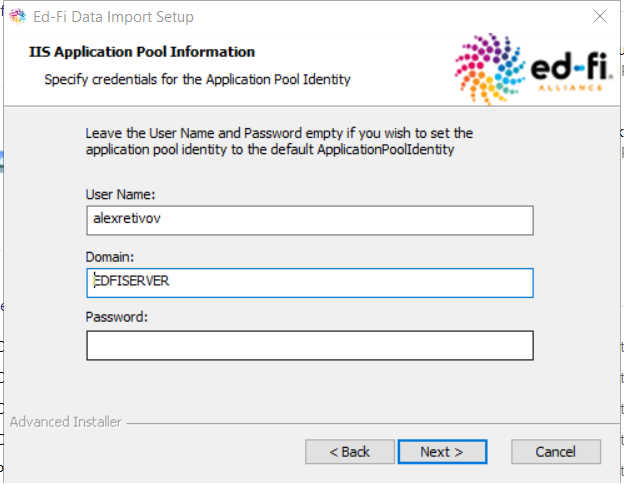 Ed-Fi Data Import Setup
IIS Application Pool Information
Specify credentials for the Application Pool Identity
ed-fi.
ALLIANCE
Leave the User Name and Password empty if you wish to set the
application pool identity to the default ApplicationPoolIdentity
User Name:
alexretivov
Domain:
EDFISERVER
Password:
Advanced Installer
< Back
Next >
Cancel